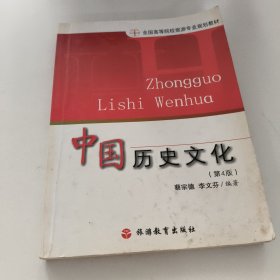 全国高等院校旅游专业规划教材
Zhongguo
Lishi Wenhua
中国历史文化
（第4版）
蔡宗德 李文芬/编著
旅游教育出版社